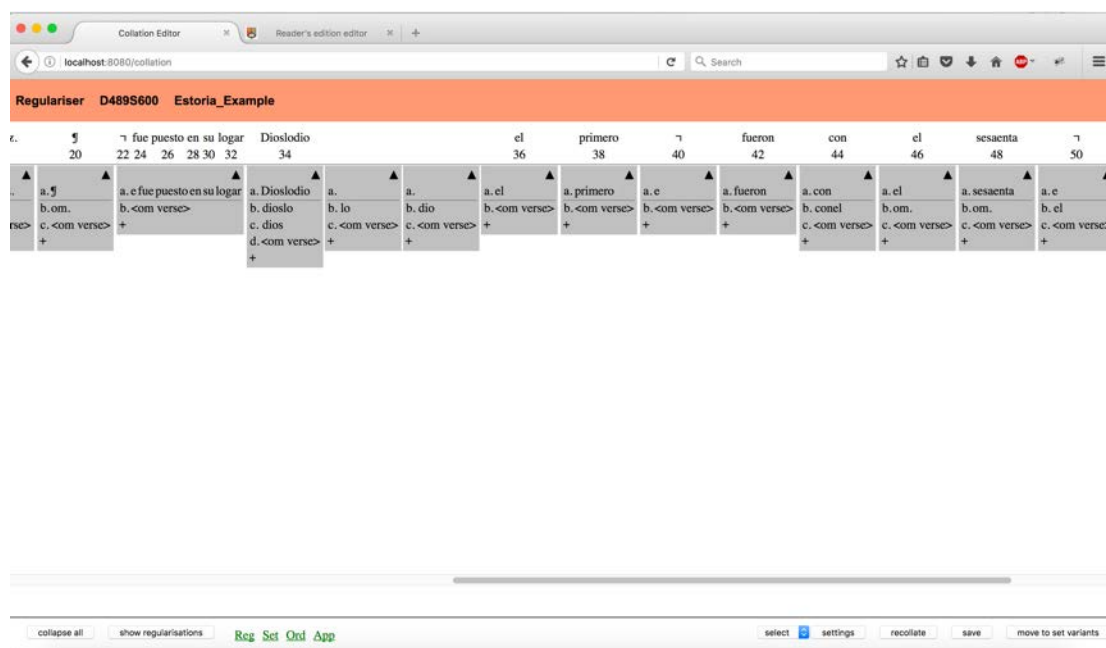 Collation Editor × Reader's edition editor × +
localhost:8080/collation Search
Regulariser D489S600 Estoria_Example
z. ¶ ⁊ fue puesto en su logar Dioslodio el primero ⁊ fueron con el sesaenta ⁊
20 22 24 26 28 30 32 34 36 38 40 42 44 46 48 50
▲ ▲ ▲ ▲ ▲ ▲ ▲ ▲ ▲ ▲ ▲ ▲ ▲
. a. ¶ a. e fue puesto en su logar a. Dioslodio a. a. a. el a. primero a. e a. fueron a. con a. el a. sesaenta a. e
b. om. b. <om verse> b. dioslo b. lo b. dio b. <om verse> b. <om verse> b. <om verse> b. <om verse> b. conel b. om. b. om. b. el
rse> c. <om verse> + c. dios c. <om verse> c. <om verse> + + + + c. <om verse> c. <om verse> c. <om verse> c. <om verse
+ d. <om verse> + + + + + +
+
collapse all show regularisations Reg Set Ord App select settings recollate save move to set variants